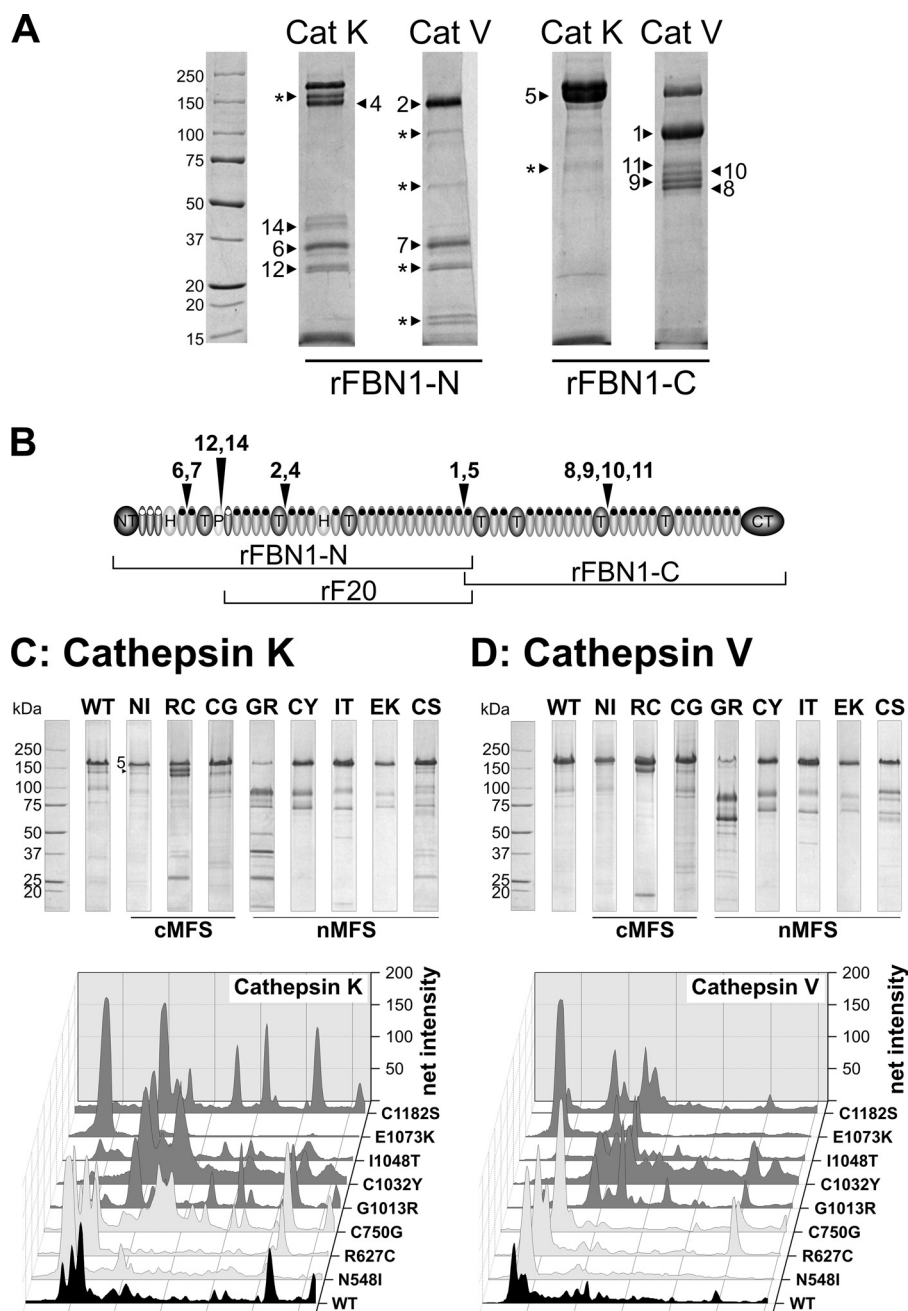 A
Cat K Cat V Cat K Cat V
250
150
100
75
50
37
20
20
15
*
4
14
6
12
2
*
*
7
*
*
5
*
1
11
10
9
8
rFBN1-N rFBN1-C
B
6,7 12,14 2,4 1,5 8,9,10,11
NT H T P T H T T T T T CT
rFBN1-N
rFBN1-C
rF20
C: Cathepsin K
kDa WT NI RC CG GR CY IT EK CS
250
150
100
75
50
37
25
20
5
cMFS nMFS
D: Cathepsin V
kDa WT NI RC CG GR CY IT EK CS
250
150
100
75
50
37
25
20
cMFS nMFS
Cathepsin K
200
150
100
50
net intensity
C1182S
E1073K
I1048T
C1032Y
G1013R
C750G
R627C
N548I
WT
Cathepsin V
200
150
100
50
net intensity
C1182S
E1073K
I1048T
C1032Y
G1013R
C750G
R627C
N548I
WT